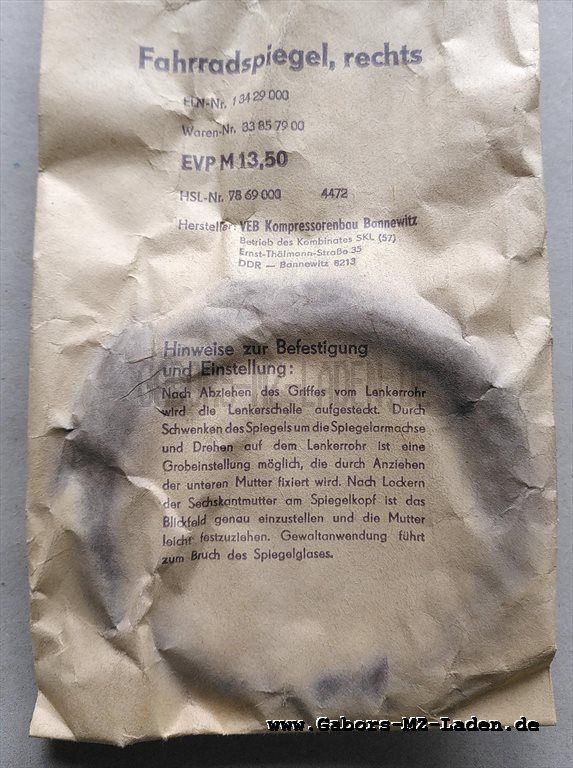 Fahrradspiegel, rechts
ELN-Nr. 13429000
Waren-Nr. 33 85 79 00
EVP M 13,50
HSL-Nr. 78 69 000 4472
Hersteller: VEB Kompressorenbau Bannewitz
Betrieb des Kombinates SKL (57)
Ernst-Thälmann-Straße 35
DDR — Bannewitz 8213
Hinweise zur Befestigung
und Einstellung:
Nach Abziehen des Griffes vom Lenkerrohr
wird die Lenkerschelle aufgesteckt. Durch
Schwenken des Spiegels um die Spiegelarmachse
und Drehen auf dem Lenkerrohr ist eine
Grobeinstellung möglich, die durch Anziehen
der unteren Mutter fixiert wird. Nach Lockern
der Sechskantmutter am Spiegelkopf ist das
Blickfeld genau einzustellen und die Mutter
leicht festzuziehen. Gewaltanwendung führt
zum Bruch des Spiegelglases.
www.Gabors-MZ-Laden.de